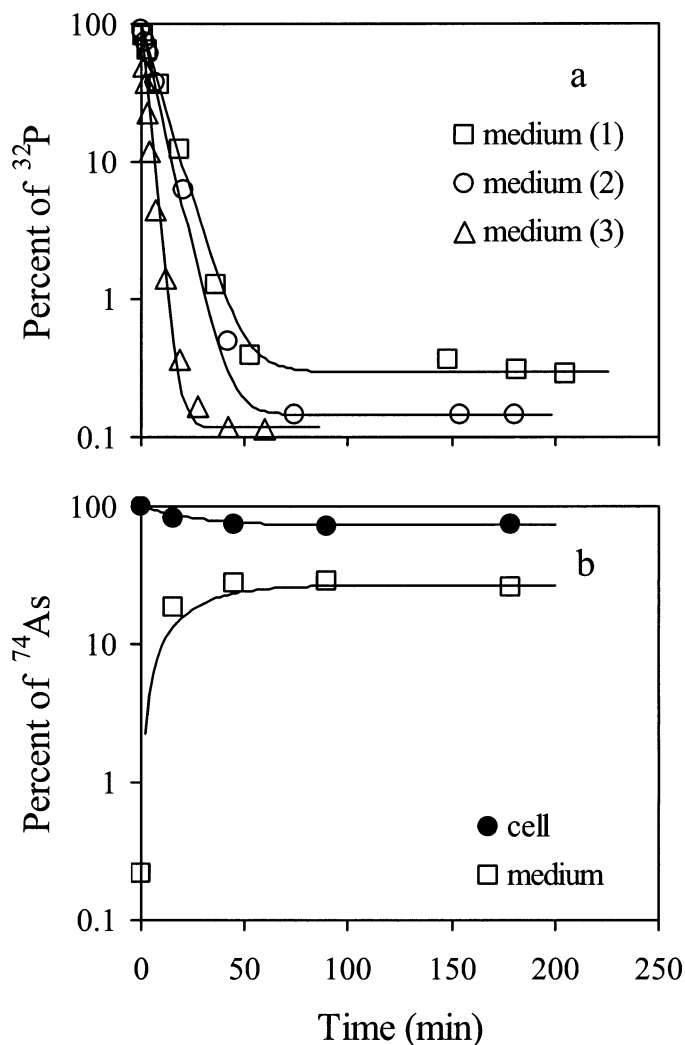 100
10
1
0.1
Percent of ³²P
a
medium (1)
medium (2)
medium (3)
100
10
1
0.1
Percent of ⁷⁴As
b
cell
medium
0 50 100 150 200 250
Time (min)